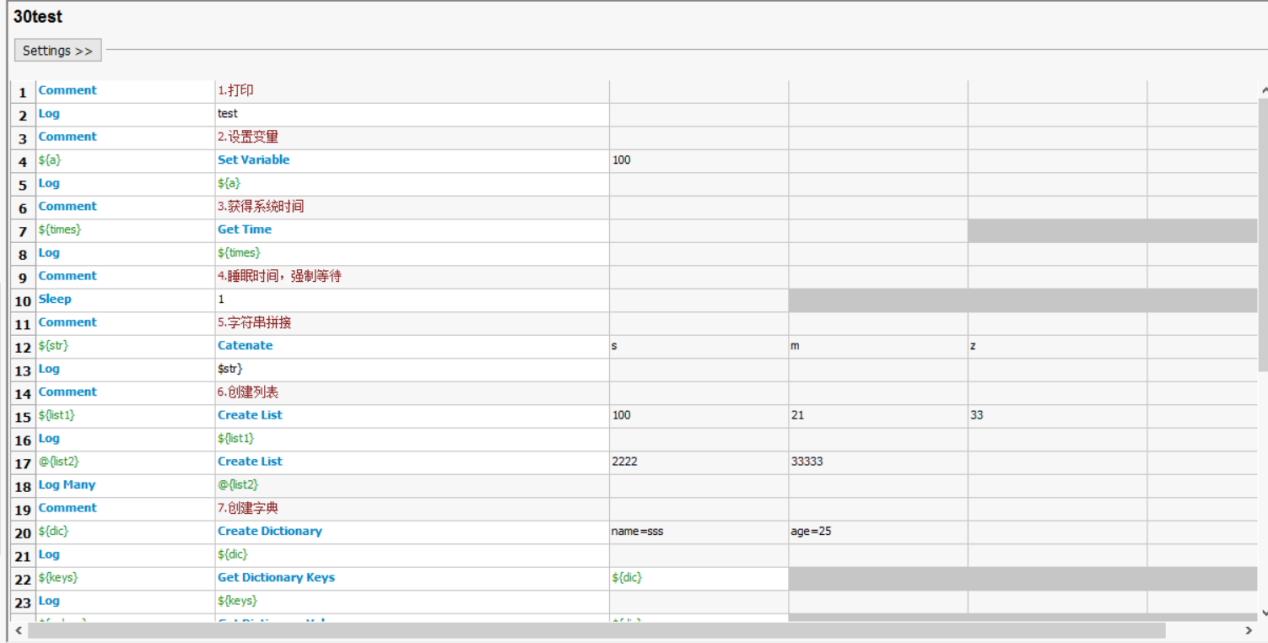 30test
Settings >>
1 Comment 1.打印
2 Log test
3 Comment 2.设置变量
4 ${a} Set Variable 100
5 Log ${a}
6 Comment 3.获得系统时间
7 ${times} Get Time
8 Log ${times}
9 Comment 4.睡眠时间，强制等待
10 Sleep 1
11 Comment 5.字符串拼接
12 ${str} Catenate s m z
13 Log $str}
14 Comment 6.创建列表
15 ${list1} Create List 100 21 33
16 Log ${list1}
17 @{list2} Create List 2222 33333
18 Log Many @{list2}
19 Comment 7.创建字典
20 ${dic} Create Dictionary name=sss age=25
21 Log ${dic}
22 ${keys} Get Dictionary Keys ${dic}
23 Log ${keys}